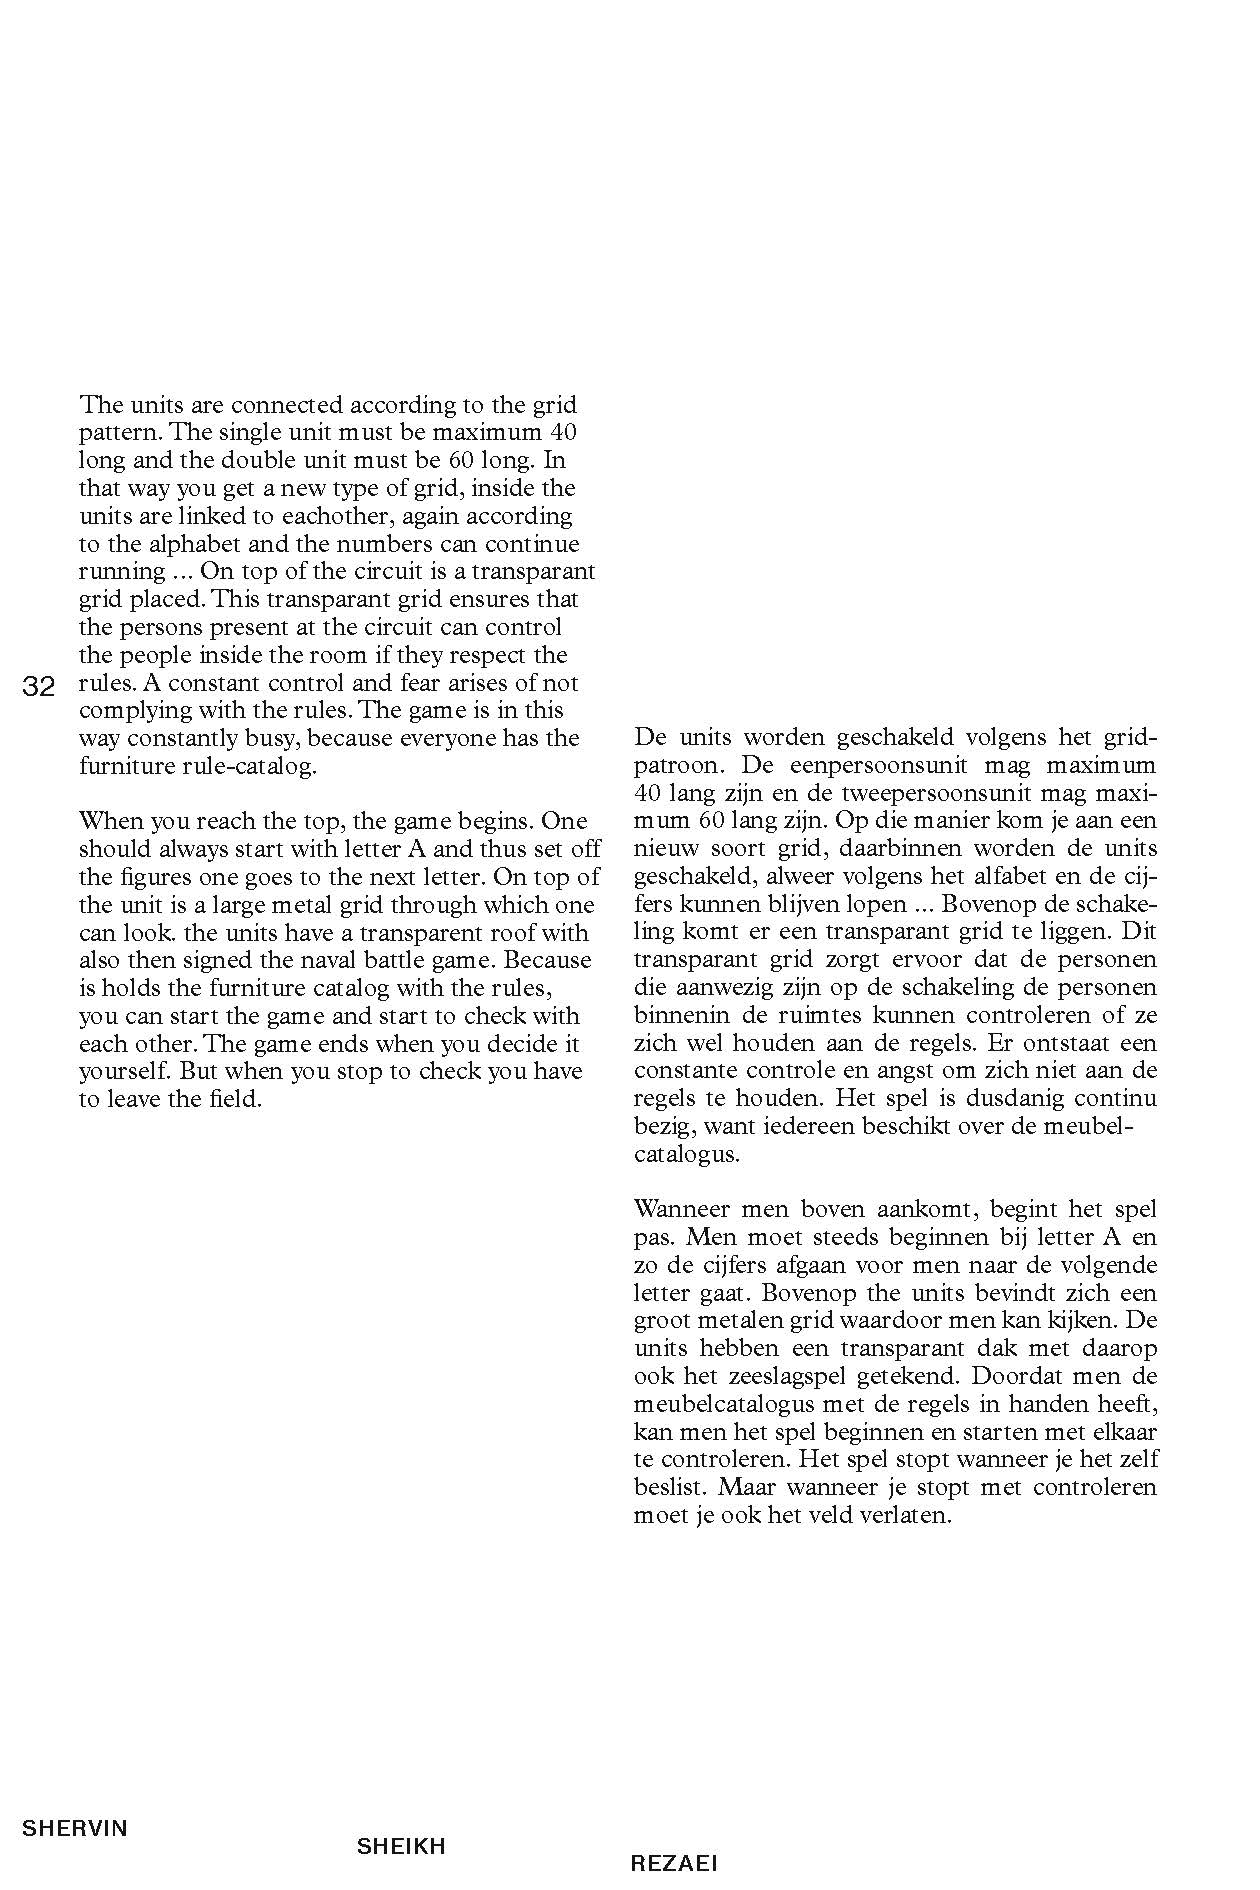 The units are connected according to the grid
pattern. The single unit must be maximum 40
long and the double unit must be 60 long. In
that way you get a new type of grid, inside the
units are linked to eachother, again according
to the alphabet and the numbers can continue
running ... On top of the circuit is a transparant
grid placed. This transparant grid ensures that
the persons present at the circuit can control
the people inside the room if they respect the
32
rules. A constant control and fear arises of not
complying with the rules. The game is in this
way constantly busy, because everyone has the
furniture rule-catalog.
When you reach the top, the game begins. One
should always start with letter A and thus set off
the figures one goes to the next letter. On top of
the unit is a large metal grid through which one
can look. the units have a transparent roof with
also then signed the naval battle game. Because
is holds the furniture catalog with the rules,
you can start the game and start to check with
each other. The game ends when you decide it
yourself. But when you stop to check you have
to leave the field.
De units worden geschakeld volgens het grid-
patroon. De eenpersoonsunit mag maximum
40 lang zijn en de tweepersoonsunit mag maxi-
mum 60 lang zijn. Op die manier kom je aan een
nieuw soort grid, daarbinnen worden de units
geschakeld, alweer volgens het alfabet en de cij-
fers kunnen blijven lopen ... Bovenop de schake-
ling komt er een transparant grid te liggen. Dit
transparant grid zorgt ervoor dat de personen
die aanwezig zijn op de schakeling de personen
binnenin de ruimtes kunnen controleren of ze
zich wel houden aan de regels. Er ontstaat een
constante controle en angst om zich niet aan de
regels te houden. Het spel is dusdanig continu
bezig, want iedereen beschikt over de meubel-
catalogus.
Wanneer men boven aankomt, begint het spel
pas. Men moet steeds beginnen bij letter A en
zo de cijfers afgaan voor men naar de volgende
letter gaat. Bovenop the units bevindt zich een
groot metalen grid waardoor men kan kijken. De
units hebben een transparant dak met daarop
ook het zeeslagspel getekend. Doordat men de
meubelcatalogus met de regels in handen heeft,
kan men het spel beginnen en starten met elkaar
te controleren. Het spel stopt wanneer je het zelf
beslist. Maar wanneer je stopt met controleren
moet je ook het veld verlaten.
SHERVIN
SHEIKH
REZAEI